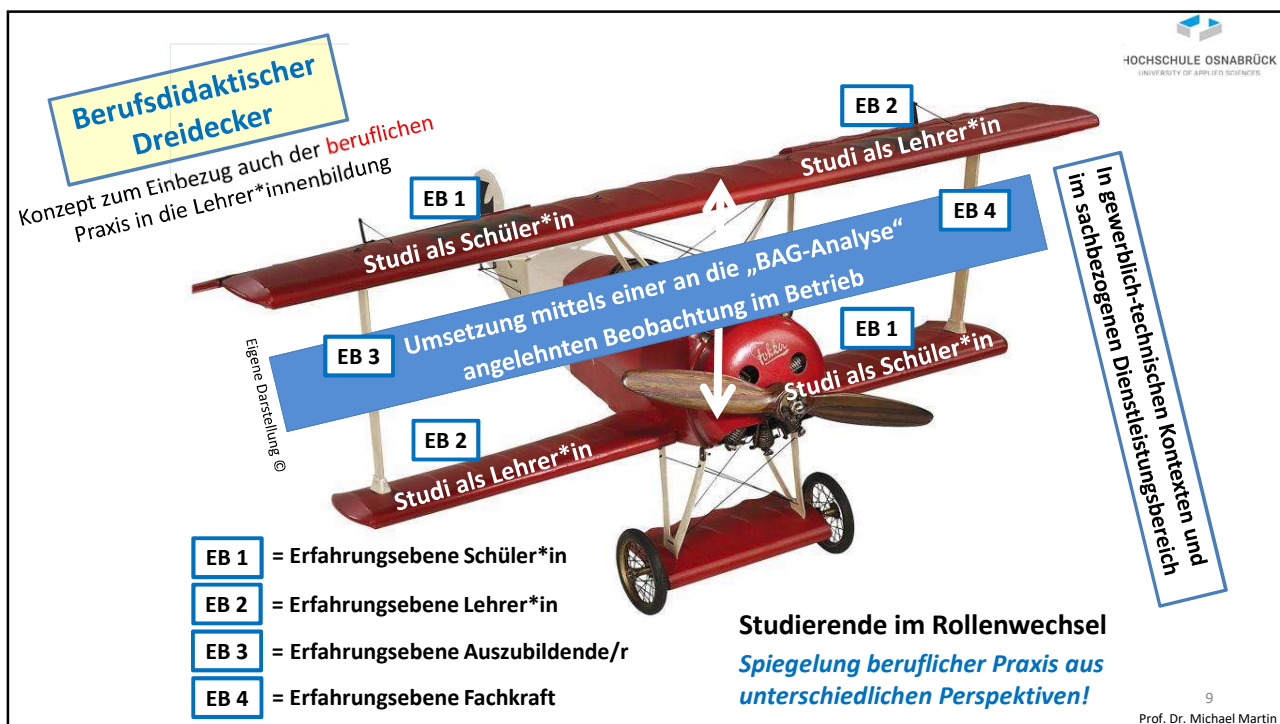 HOCHSCHULE OSNABRÜCK
UNIVERSITY OF APPLIED SCIENCES
Berufsdidaktischer
Dreidecker
Konzept zum Einbezug auch der beruflichen
Praxis in die Lehrer*innenbildung
EB 2
Studi als Lehrer*in
EB 1
Studi als Schüler*in
EB 4
Umsetzung mittels einer an die „BAG-Analyse“
angelehnten Beobachtung im Betrieb
EB 3
EB 1
Studi als Schüler*in
Fokker
EB 2
Studi als Lehrer*in
Eigene Darstellung ©
In gewerblich-technischen Kontexten und
im sachbezogenen Dienstleistungsbereich
EB 1 = Erfahrungsebene Schüler*in
EB 2 = Erfahrungsebene Lehrer*in
EB 3 = Erfahrungsebene Auszubildende/r
EB 4 = Erfahrungsebene Fachkraft
Studierende im Rollenwechsel
Spiegelung beruflicher Praxis aus
unterschiedlichen Perspektiven!
9
Prof. Dr. Michael Martin